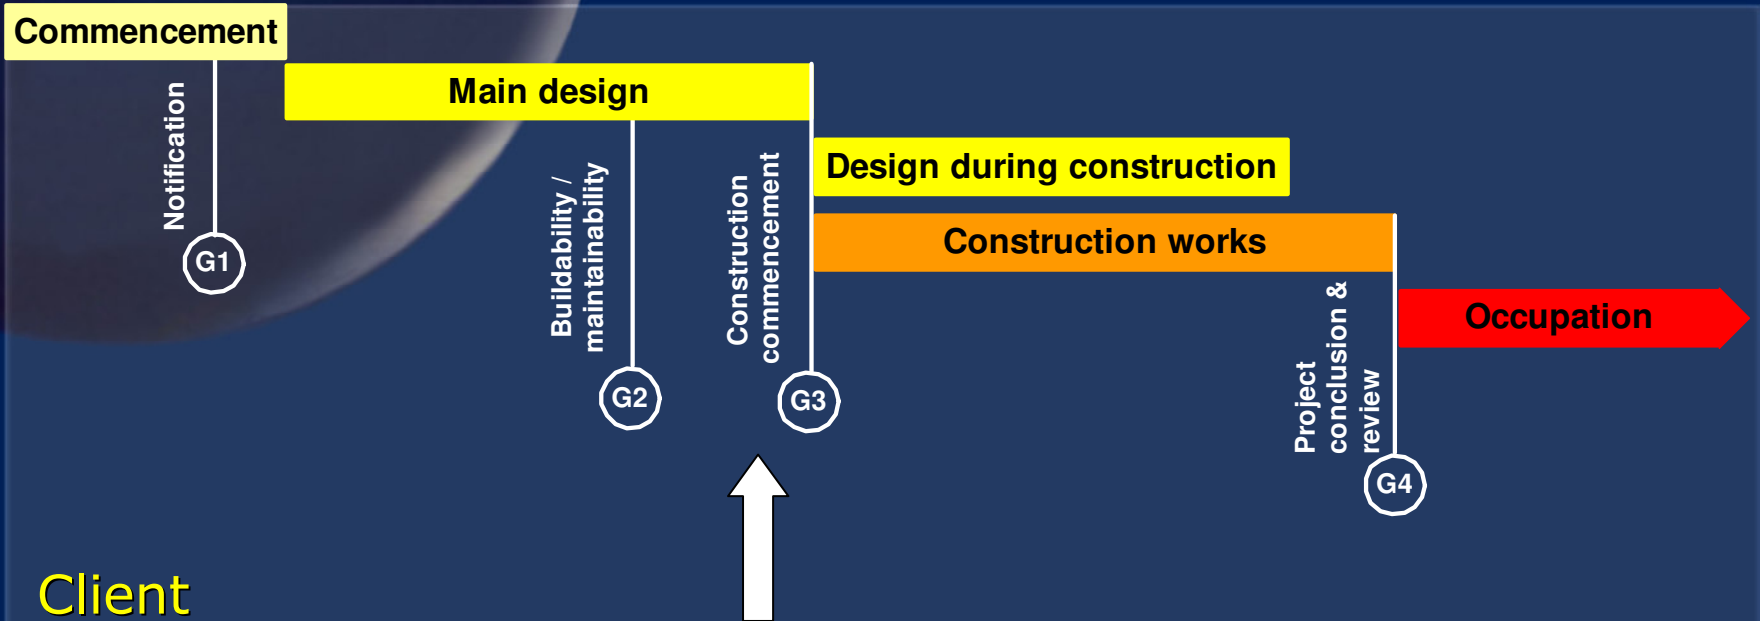 Commencement
Main design
Notification
Buildability /
maintainability
Construction
commencement
Design during construction
Construction works
G1
Project
conclusion &
review
Occupation
G2
G3
G4
Client